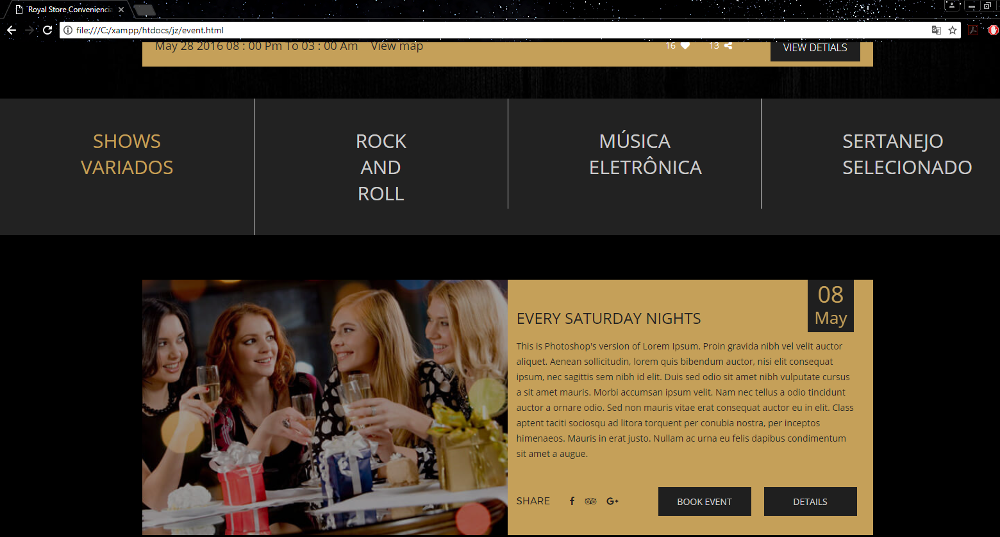 Royal Store Conveniencia
file:///C:/xampp/htdocs/jz/event.html
May 28 2016 08 : 00 Pm To 03 : 00 Am View map 16 13 VIEW DETIALS
SHOWS
VARIADOS
ROCK
AND
ROLL
MÚSICA
ELETRÔNICA
SERTANEJO
SELECIONADO
08
May
EVERY SATURDAY NIGHTS
This is Photoshop's version of Lorem Ipsum. Proin gravida nibh vel velit auctor
aliquet. Aenean sollicitudin, lorem quis bibendum auctor, nisi elit consequat
ipsum, nec sagittis sem nibh id elit. Duis sed odio sit amet nibh vulputate cursus
a sit amet mauris. Morbi accumsan ipsum velit. Nam nec tellus a odio tincidunt
auctor a ornare odio. Sed non mauris vitae erat consequat auctor eu in elit. Class
aptent taciti sociosqu ad litora torquent per conubia nostra, per inceptos
himenaeos. Mauris in erat justo. Nullam ac urna eu felis dapibus condimentum
sit amet a augue.
SHARE BOOK EVENT DETAILS